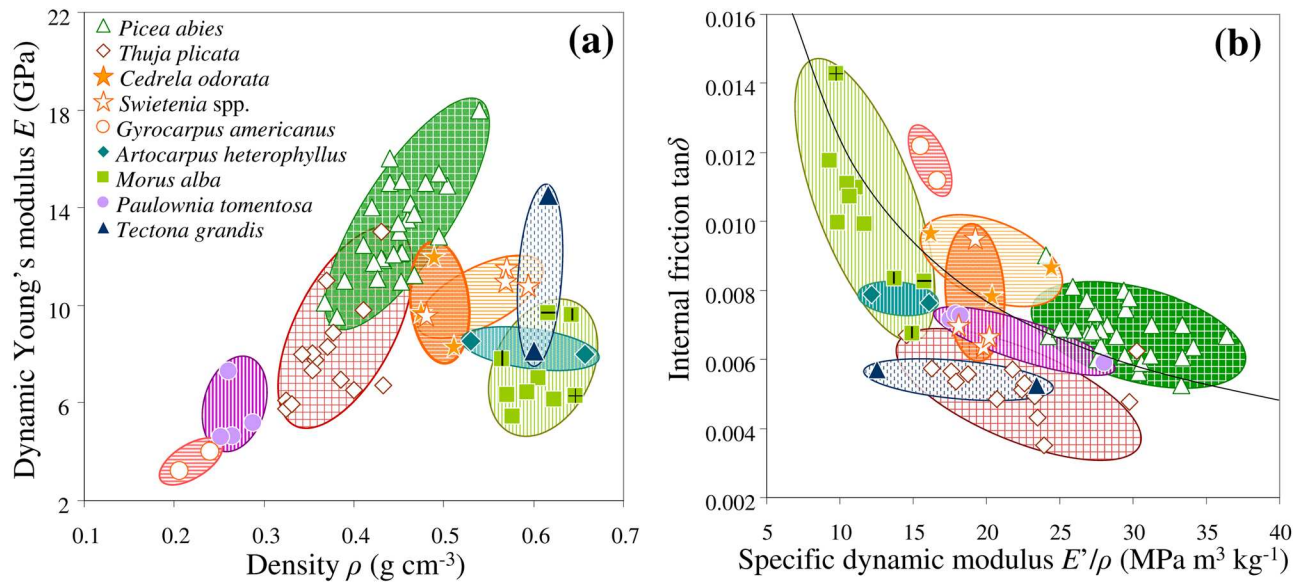 22
18
14
10
6
2
Dynamic Young's modulus E (GPa)
(a)
Picea abies
Thuja plicata
Cedrela odorata
Swietenia spp.
Gyrocarpus americanus
Artocarpus heterophyllus
Morus alba
Paulownia tomentosa
Tectona grandis
0.1 0.2 0.3 0.4 0.5 0.6 0.7
Density ρ (g cm⁻³)
0.016
0.014
0.012
0.010
0.008
0.006
0.004
0.002
Internal friction tanδ
(b)
5 10 15 20 25 30 35 40
Specific dynamic modulus E'/ρ (MPa m³ kg⁻¹)